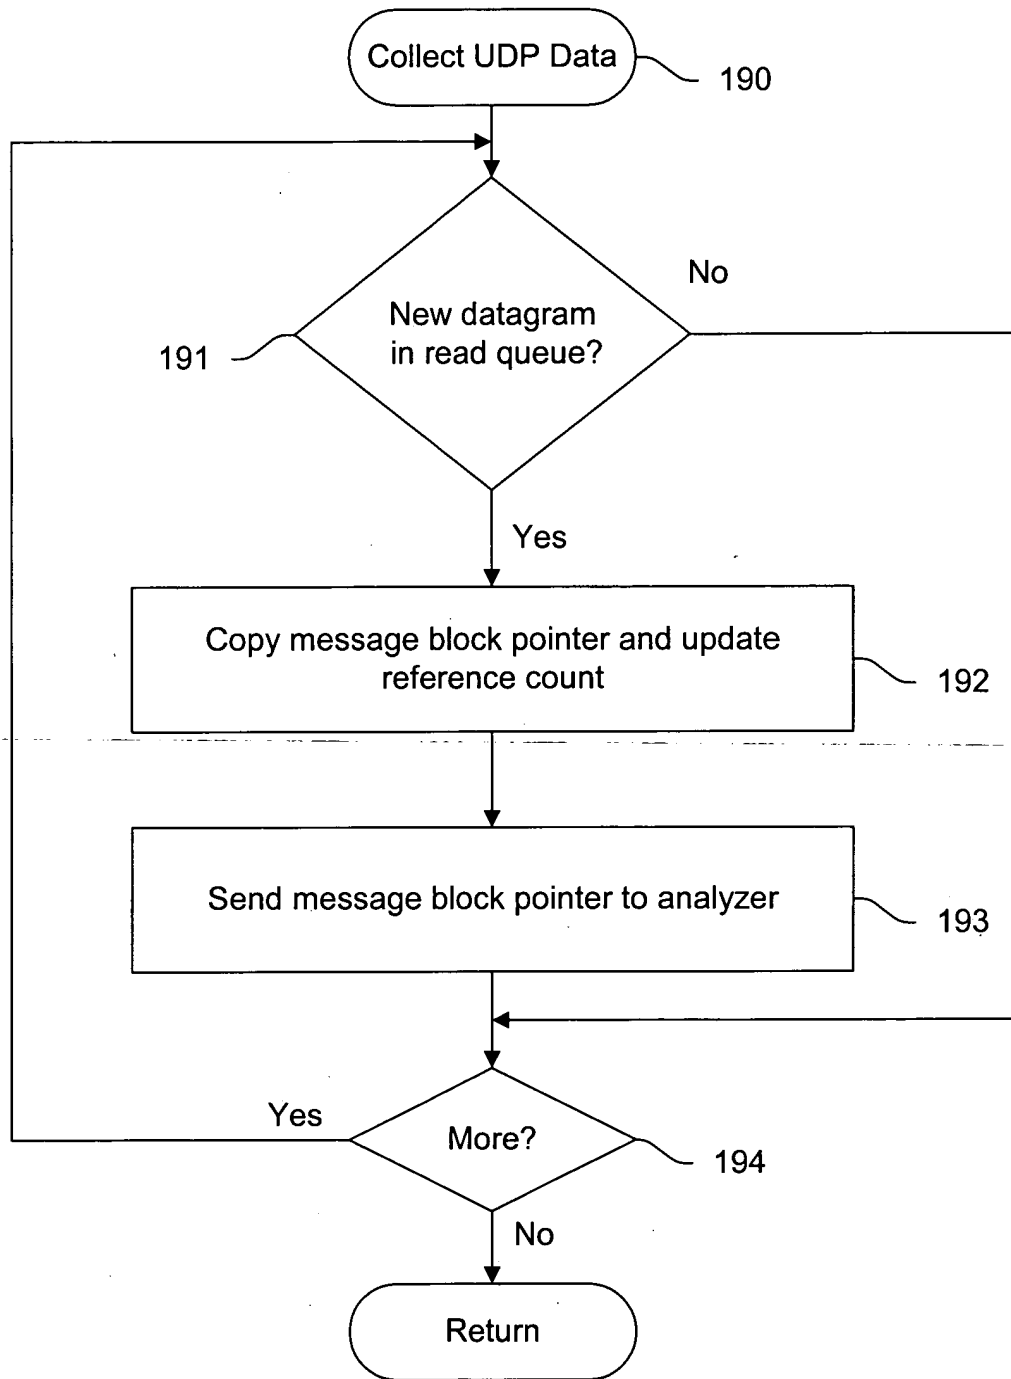 Collect UDP Data
190
No
New datagram
in read queue?
191
Yes
Copy message block pointer and update
reference count
192
Send message block pointer to analyzer
193
Yes
More?
194
No
Return